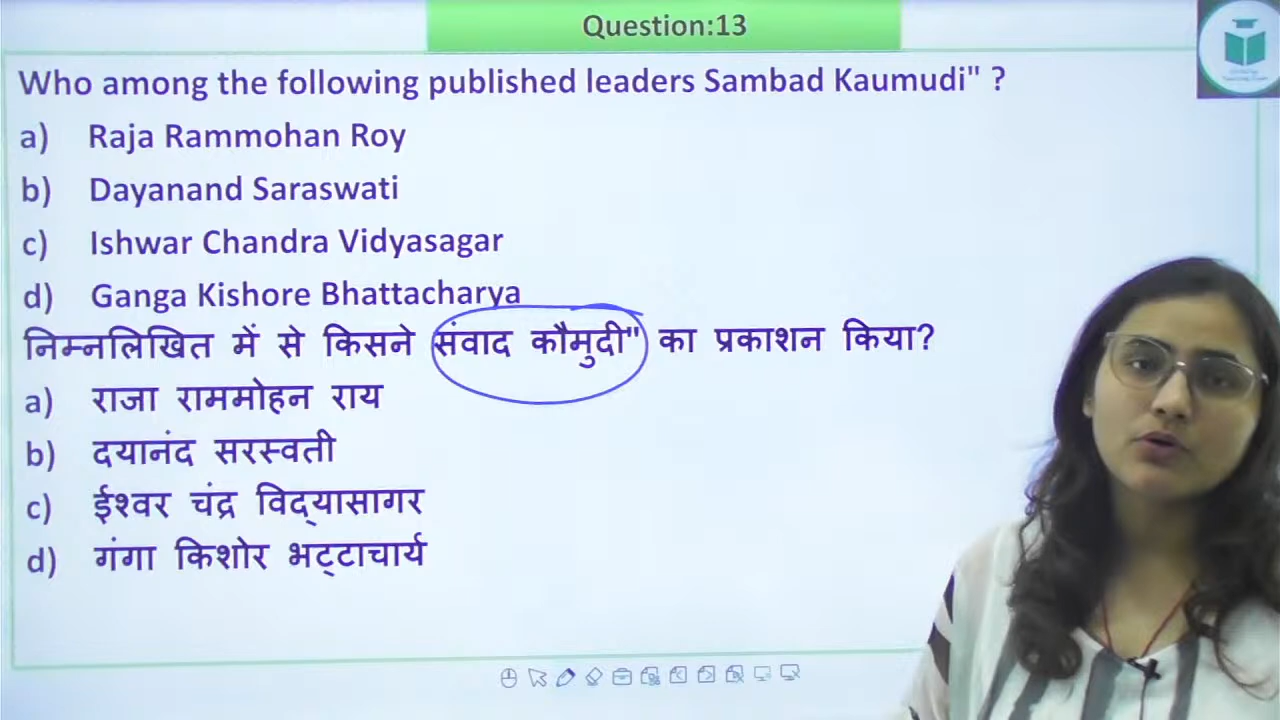 Question:13
Who among the following published leaders Sambad Kaumudi" ?
a) Raja Rammohan Roy
b) Dayanand Saraswati
c) Ishwar Chandra Vidyasagar
d) Ganga Kishore Bhattacharya
निम्नलिखित में से किसने संवाद कौमुदी" का प्रकाशन किया?
a) राजा राममोहन राय
b) दयानंद सरस्वती
c) ईश्वर चंद्र विद्यासागर
d) गंगा किशोर भट्टाचार्य